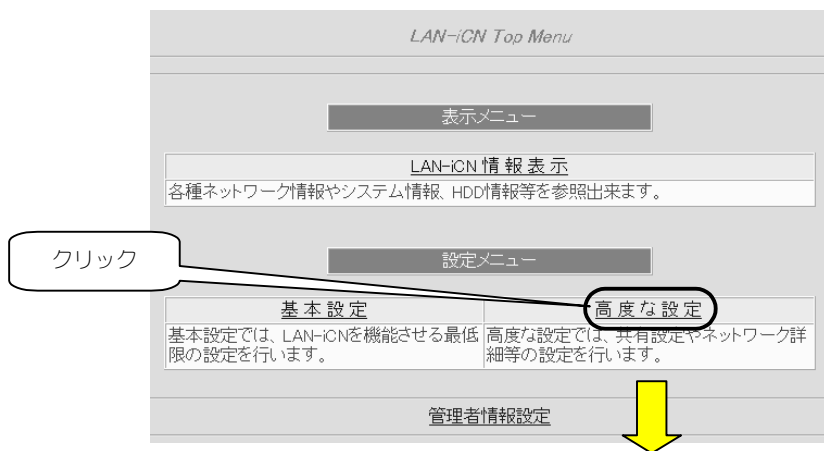 LAN-iCN Top Menu
表示メニュー
LAN-iCN 情報表示
各種ネットワーク情報やシステム情報、HDD情報等を参照出来ます。
クリック
設定メニュー
基本設定
高度な設定
基本設定では、LAN-iCNを機能させる最低
限の設定を行います。
高度な設定では、共有設定やネットワーク詳
細等の設定を行います。
管理者情報設定